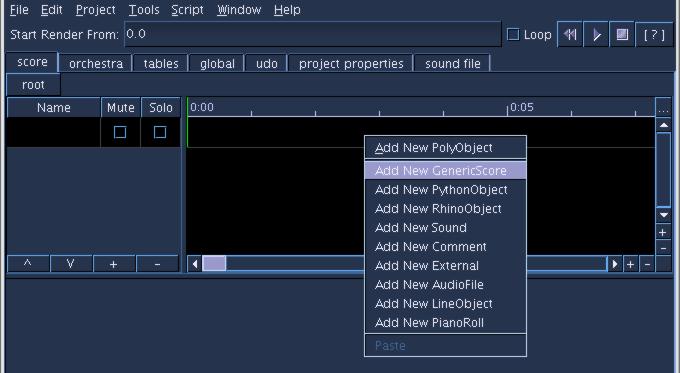 File Edit Project Tools Script Window Help
Start Render From: 0.0 Loop [ ? ]
score orchestra tables global udo project properties sound file
root
Name Mute Solo 0:00 0:05 ...
Add New PolyObject
Add New GenericScore
Add New PythonObject
Add New RhinoObject
Add New Sound
Add New Comment
Add New External
^ V + - + -
Add New AudioFile
Add New LineObject
Add New PianoRoll
Paste